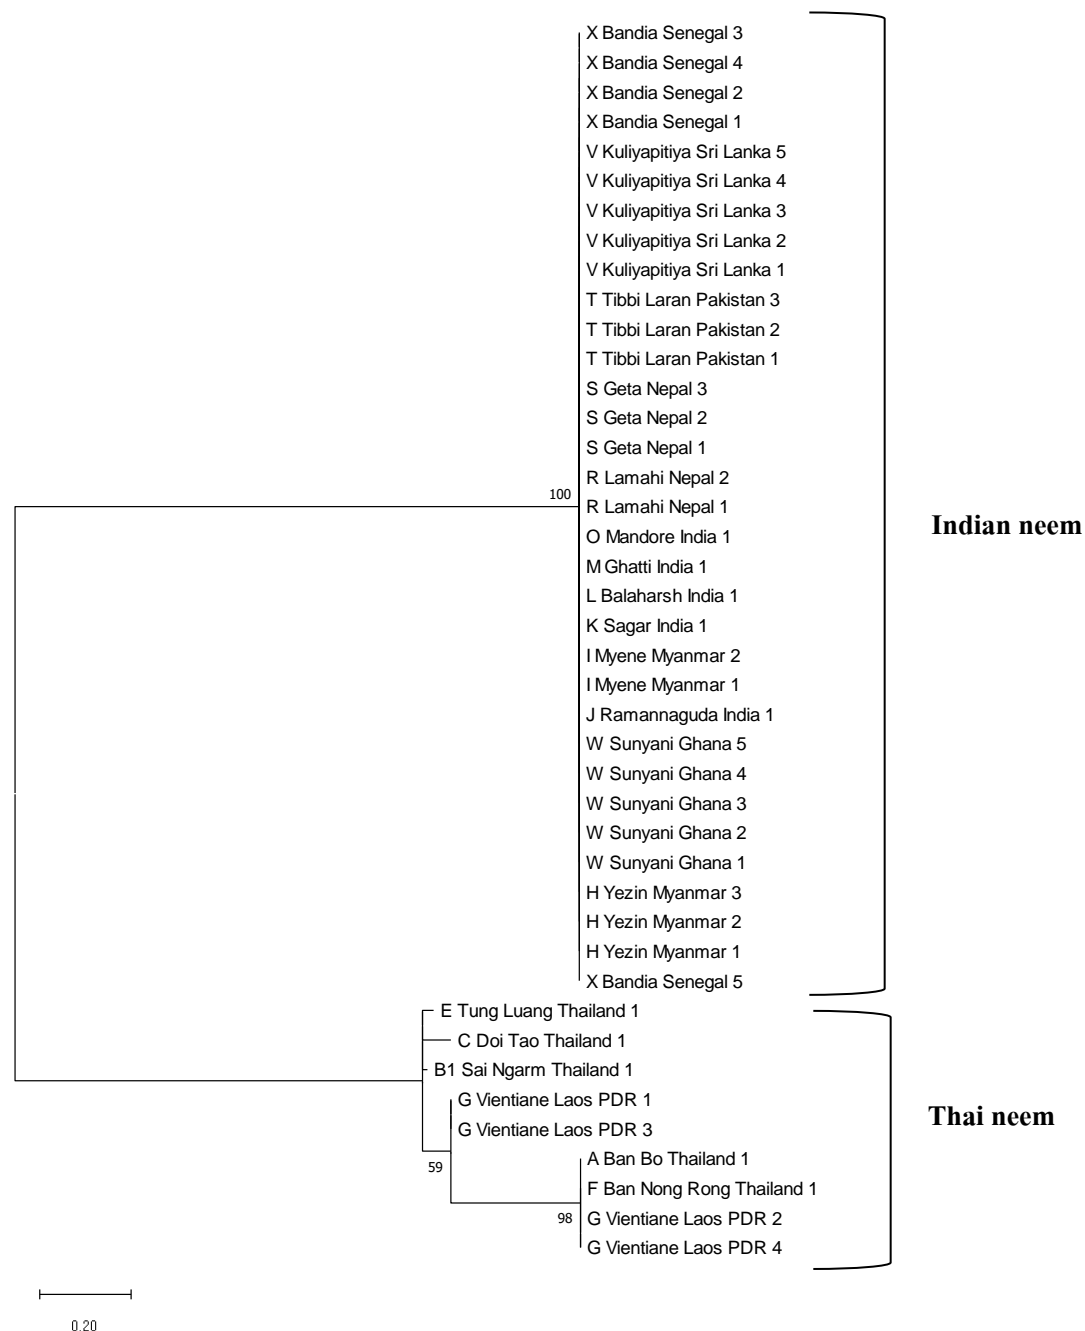 X Bandia Senegal 3
X Bandia Senegal 4
X Bandia Senegal 2
X Bandia Senegal 1
V Kuliyapitiya Sri Lanka 5
V Kuliyapitiya Sri Lanka 4
V Kuliyapitiya Sri Lanka 3
V Kuliyapitiya Sri Lanka 2
V Kuliyapitiya Sri Lanka 1
T Tibbi Laran Pakistan 3
T Tibbi Laran Pakistan 2
T Tibbi Laran Pakistan 1
S Geta Nepal 3
S Geta Nepal 2
S Geta Nepal 1
R Lamahi Nepal 2
100
R Lamahi Nepal 1
Indian neem
O Mandore India 1
M Ghatti India 1
L Balaharsh India 1
K Sagar India 1
I Myene Myanmar 2
I Myene Myanmar 1
J Ramannaguda India 1
W Sunyani Ghana 5
W Sunyani Ghana 4
W Sunyani Ghana 3
W Sunyani Ghana 2
W Sunyani Ghana 1
H Yezin Myanmar 3
H Yezin Myanmar 2
H Yezin Myanmar 1
X Bandia Senegal 5
E Tung Luang Thailand 1
C Doi Tao Thailand 1
B1 Sai Ngarm Thailand 1
G Vientiane Laos PDR 1
Thai neem
G Vientiane Laos PDR 3
A Ban Bo Thailand 1
59
F Ban Nong Rong Thailand 1
98
G Vientiane Laos PDR 2
G Vientiane Laos PDR 4
0.20